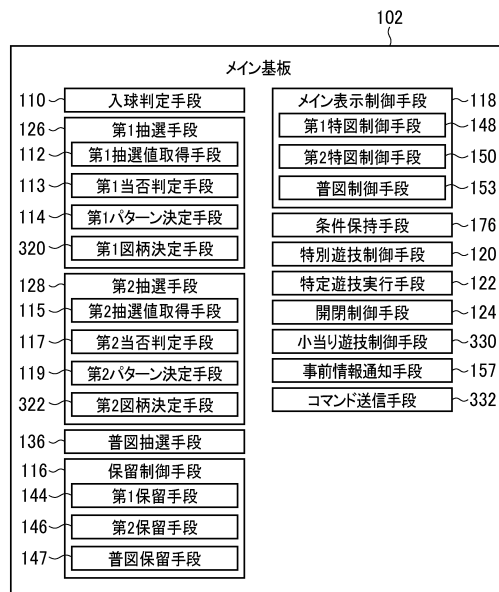 102
メイン基板
110 入球判定手段
126 第1抽選手段
112 第1抽選値取得手段
113 第1当否判定手段
114 第1パターン決定手段
320 第1図柄決定手段
128 第2抽選手段
115 第2抽選値取得手段
117 第2当否判定手段
119 第2パターン決定手段
322 第2図柄決定手段
136 普図抽選手段
116 保留制御手段
144 第1保留手段
146 第2保留手段
147 普図保留手段
メイン表示制御手段 118
第1特図制御手段 148
第2特図制御手段 150
普図制御手段 153
条件保持手段 176
特別遊技制御手段 120
特定遊技実行手段 122
開閉制御手段 124
小当り遊技制御手段 330
事前情報通知手段 157
コマンド送信手段 332